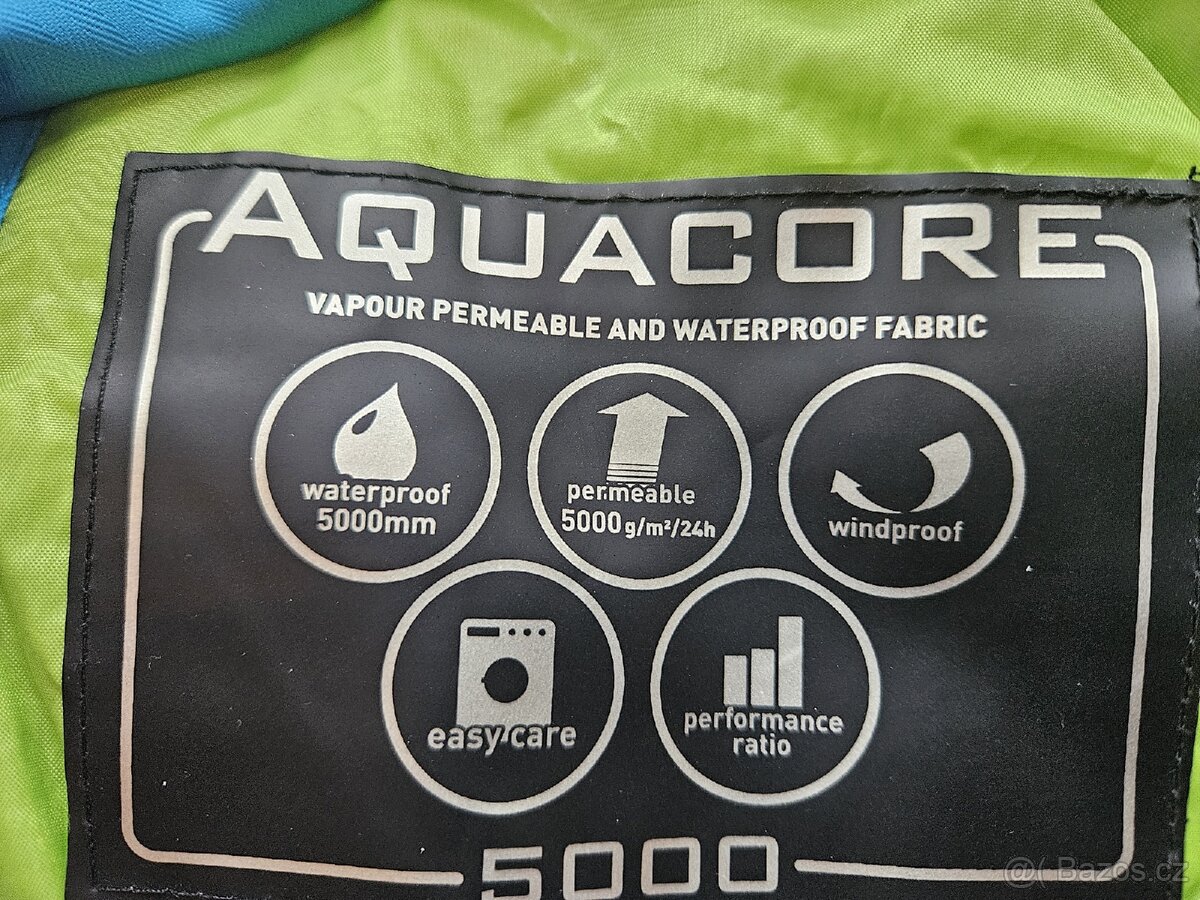 AQUACORE
VAPOUR PERMEABLE AND WATERPROOF FABRIC
waterproof
5000mm
permeable
5000 g/m²/24h
windproof
easy care
performance
ratio
5000
@( Bazos.cz